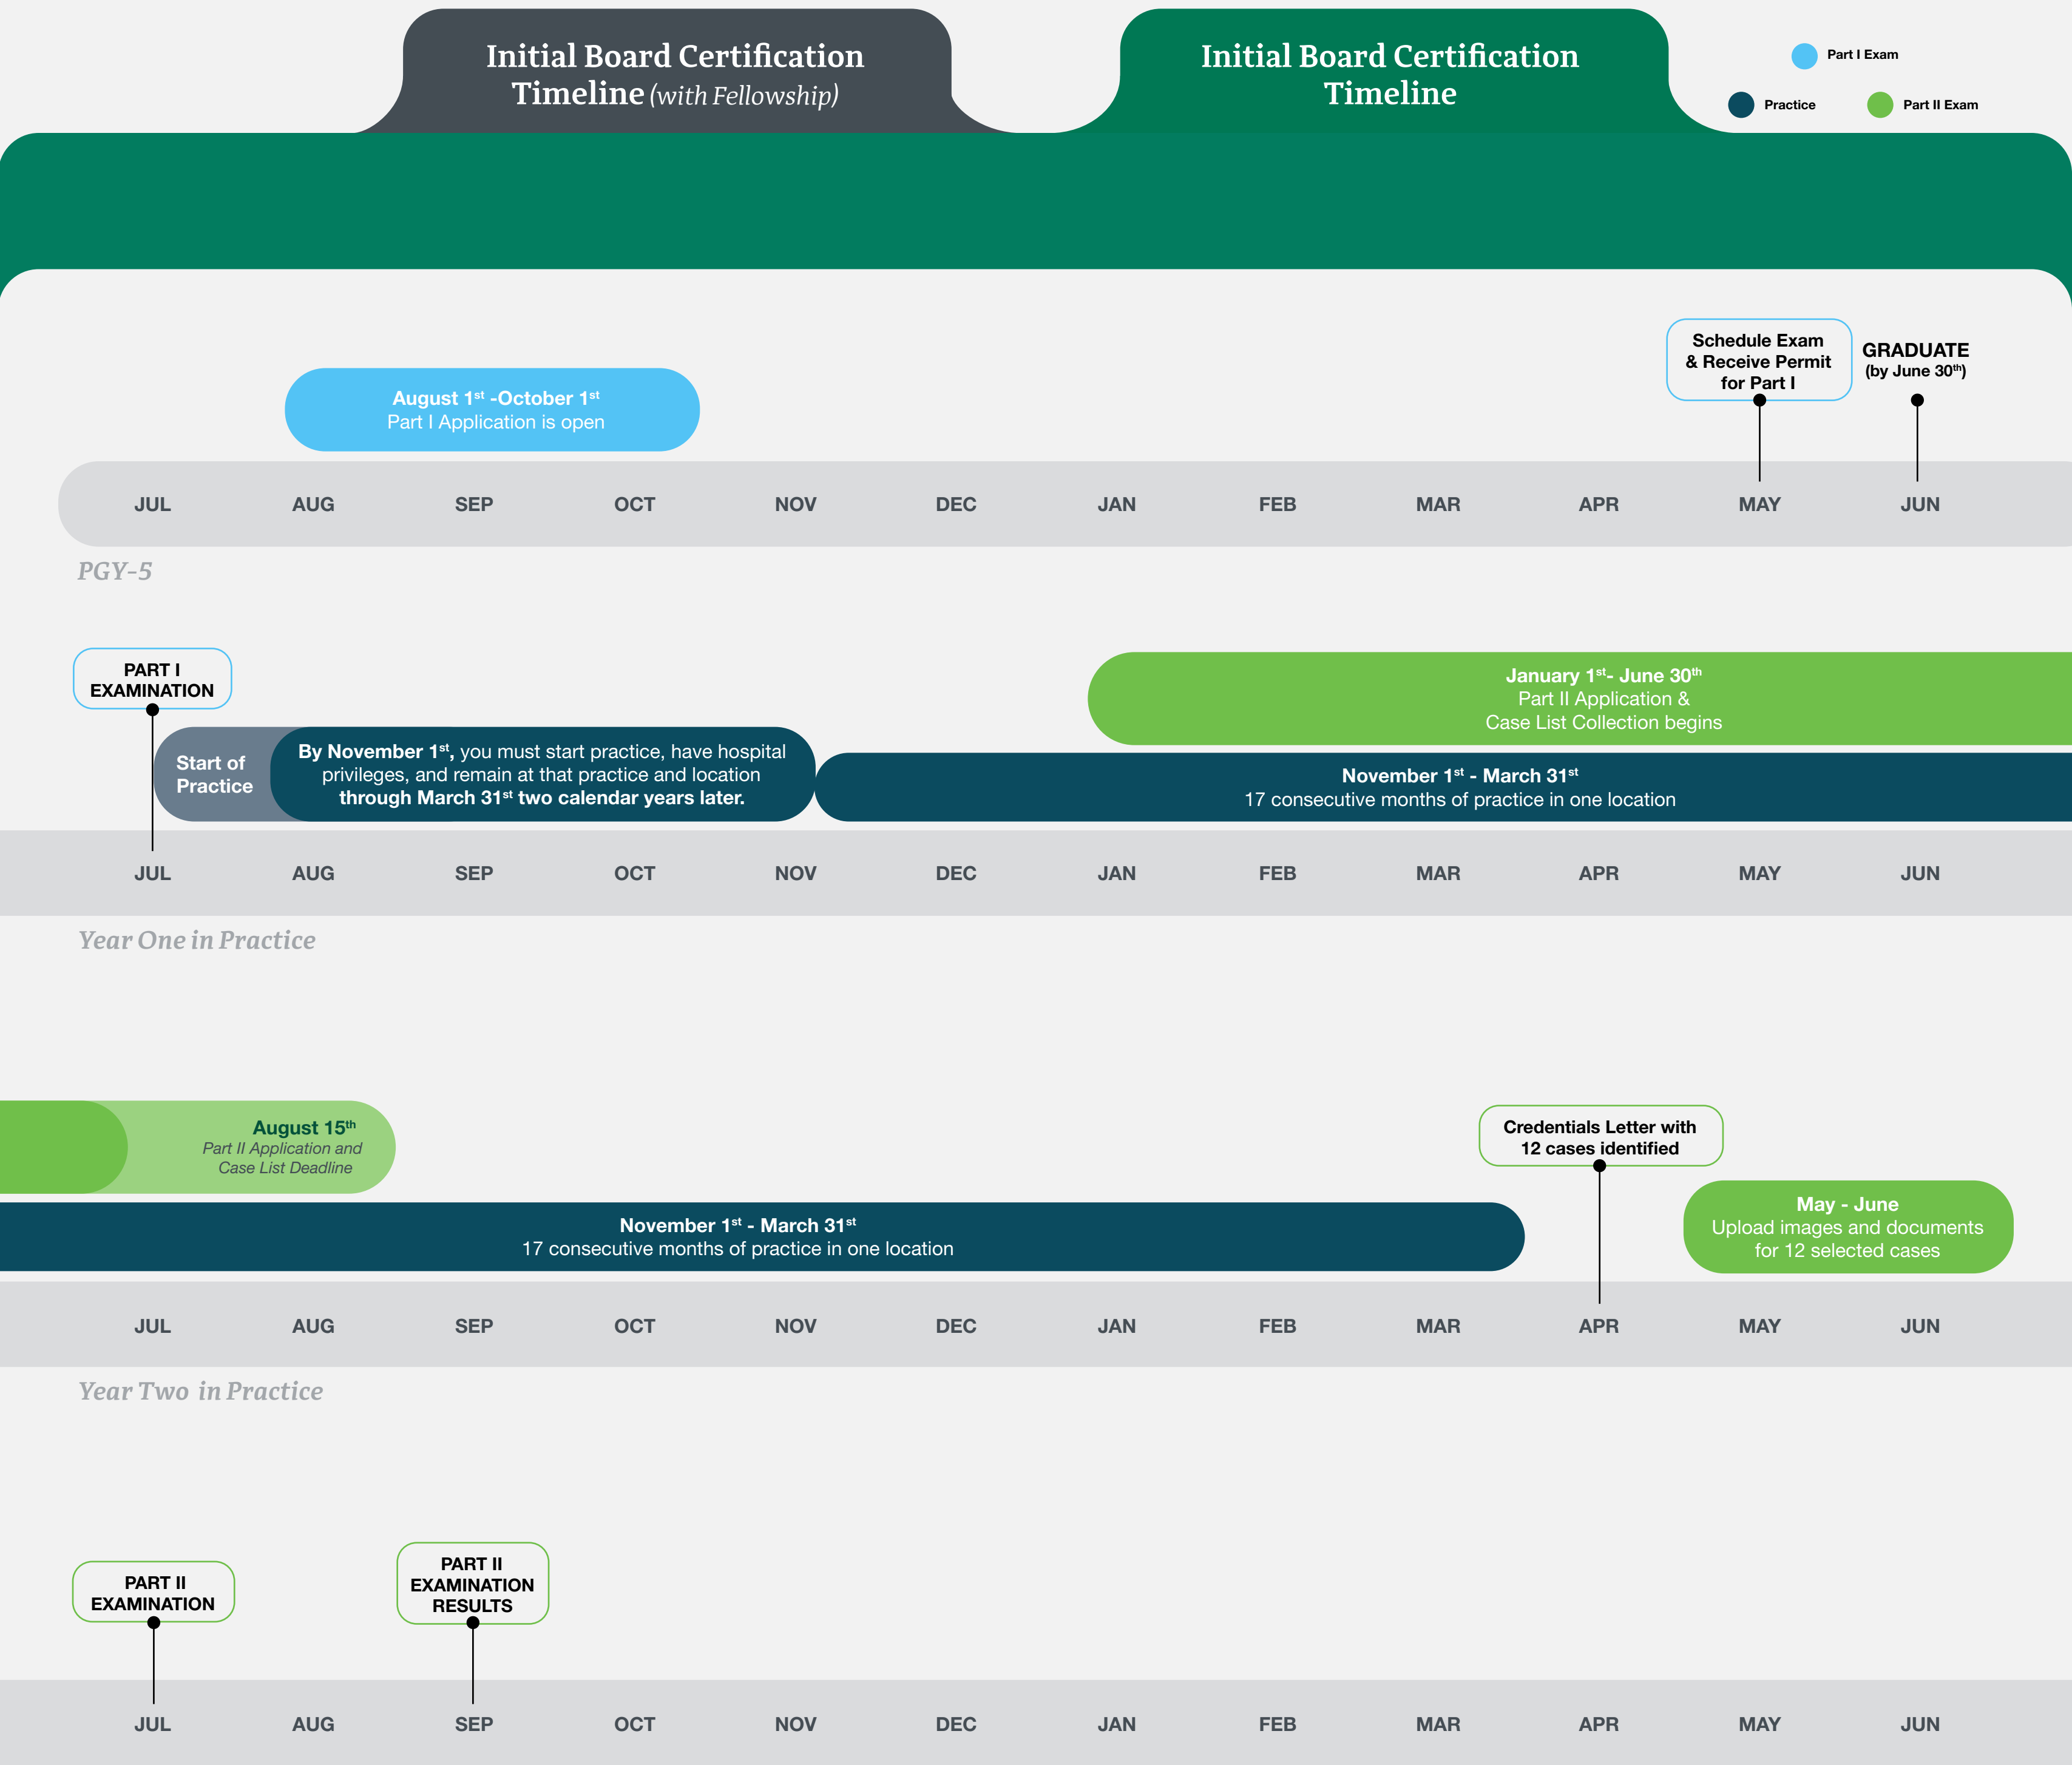 Initial Board Certification
Timeline (with Fellowship)
Initial Board Certification
Timeline
Part I Exam
Practice
Part II Exam
Schedule Exam
& Receive Permit
for Part I
GRADUATE
(by June 30th)
August 1st -October 1st
Part I Application is open
JUL AUG SEP OCT NOV DEC JAN FEB MAR APR MAY JUN
PGY-5
PART I
EXAMINATION
January 1st- June 30th
Part II Application &
Case List Collection begins
Start of
Practice
By November 1st, you must start practice, have hospital
privileges, and remain at that practice and location
through March 31st two calendar years later.
November 1st - March 31st
17 consecutive months of practice in one location
JUL AUG SEP OCT NOV DEC JAN FEB MAR APR MAY JUN
Year One in Practice
August 15th
Part II Application and
Case List Deadline
Credentials Letter with
12 cases identified
November 1st - March 31st
17 consecutive months of practice in one location
May - June
Upload images and documents
for 12 selected cases
JUL AUG SEP OCT NOV DEC JAN FEB MAR APR MAY JUN
Year Two in Practice
PART II
EXAMINATION
PART II
EXAMINATION
RESULTS
JUL AUG SEP OCT NOV DEC JAN FEB MAR APR MAY JUN